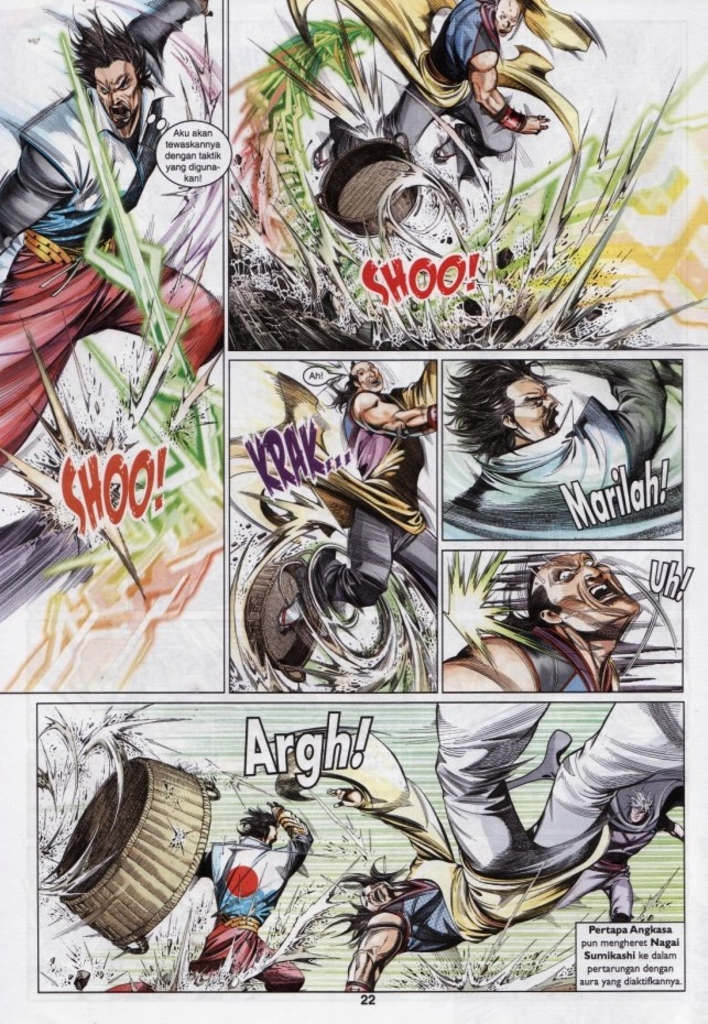 Aku akan
tewaskannya
dengan taktik
yang diguna-
kan!
SHOO!
SHOO!
Ah!
KRAK...
Marilah!
Uh!
Argh!
Pertapa Angkasa
pun mengheret Nagai
Sumikashi ke dalam
pertarungan dengan
aura yang diaktifkannya.
22